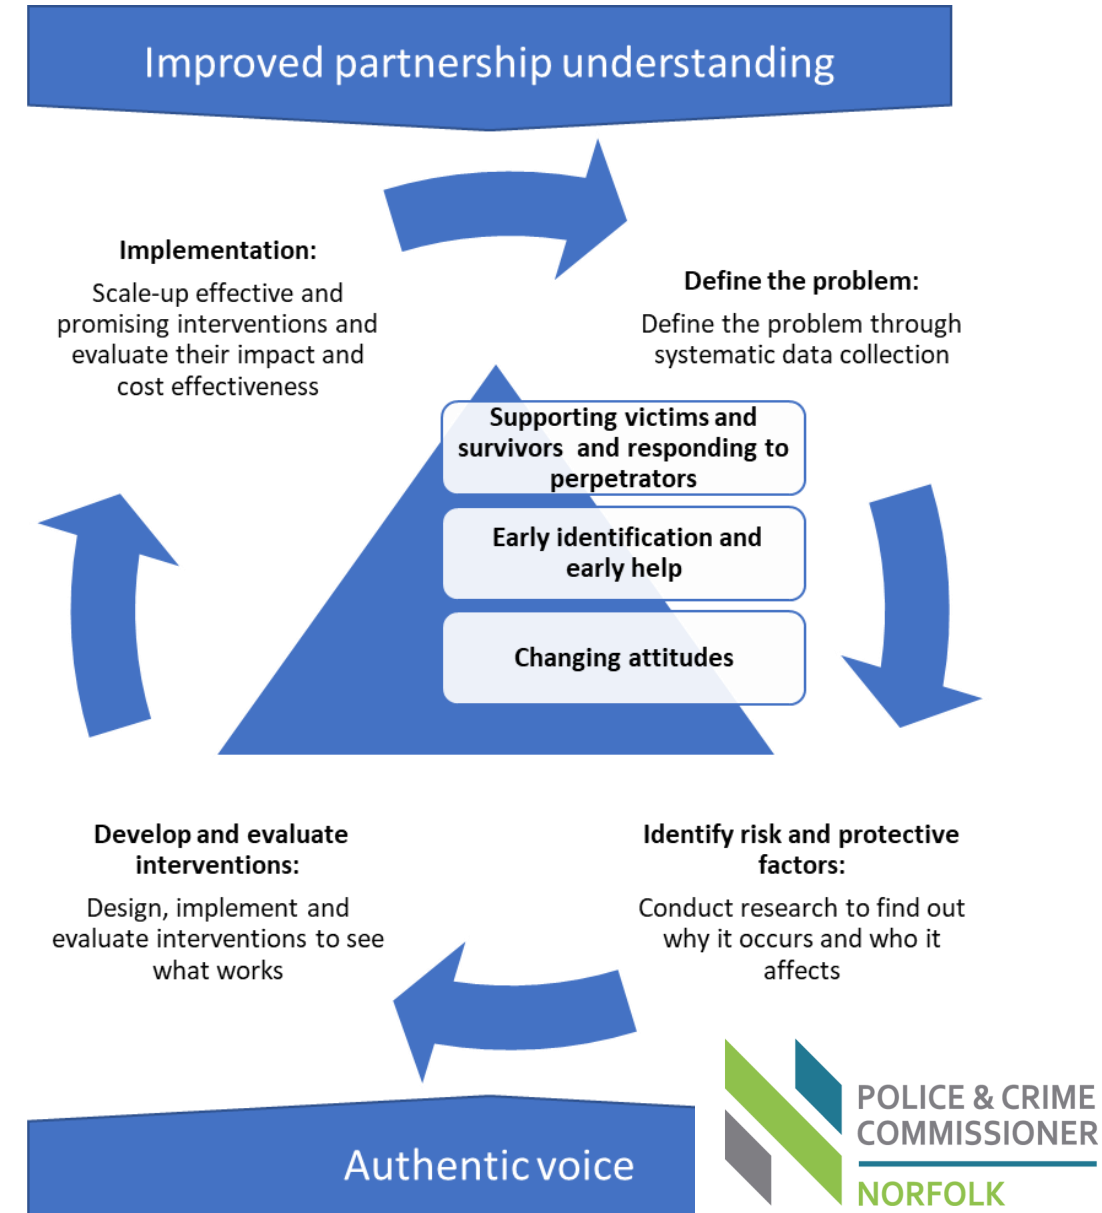 Improved partnership understanding
Implementation:
Scale-up effective and
promising interventions and
evaluate their impact and
cost effectiveness
Define the problem:
Define the problem through
systematic data collection
Supporting victims and
survivors and responding to
perpetrators
Early identification and
early help
Changing attitudes
Develop and evaluate
interventions:
Design, implement and
evaluate interventions to see
what works
Identify risk and protective
factors:
Conduct research to find out
why it occurs and who it
affects
Authentic voice
POLICE & CRIME
COMMISSIONER
NORFOLK